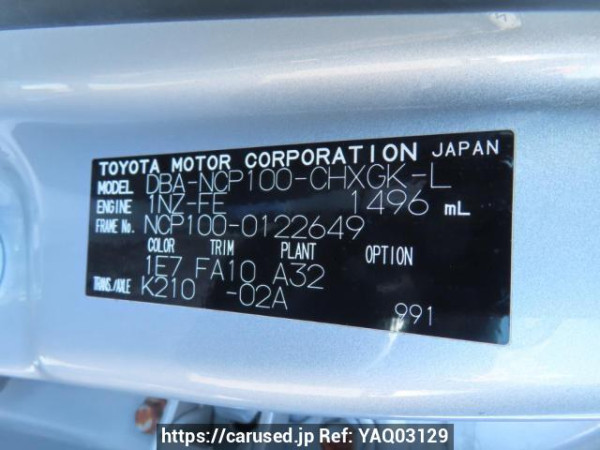 TOYOTA MOTOR CORPORATION JAPAN
MODEL DBA-NCP100-CHXGK-L
ENGINE 1NZ-FE 1496 mL
FRAME No. NCP100-0122649
COLOR TRIM PLANT OPTION
1E7 FA10 A32
TRANS./AXLE K210 -02A
991
https://carused.jp Ref: YAQ03129